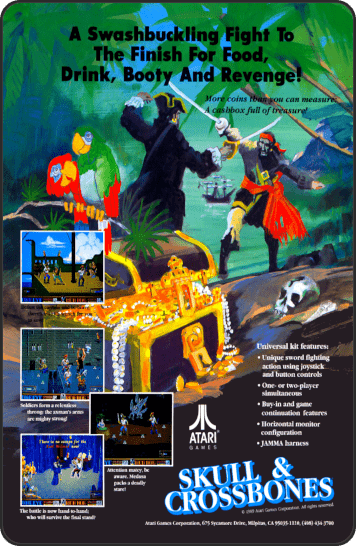 A Swashbuckling Fight To
The Finish For Food,
Drink, Booty And Revenge!
More coins than you can measure.
A cashbox full of treasure!
Soldiers form a relentless
throng; the zxman's arms
are mighty strong!
Attention matey, be
aware, Medusa
packs a deadly
stare!
The battle is now hand-to-hand;
who will survive the final stand?
Universal kit features:
• Unique sword fighting
action using joystick
and button controls
• One- or two-player
simultaneous
• Buy-in and game
continuation features
• Horizontal monitor
configuration
• JAMMA harness
ATARI
GAMES
SKULL &
CROSSBONES
Atari Games Corporation, 675 Sycamore Drive, Milpitas, CA 95035-1110, (408) 434-3700